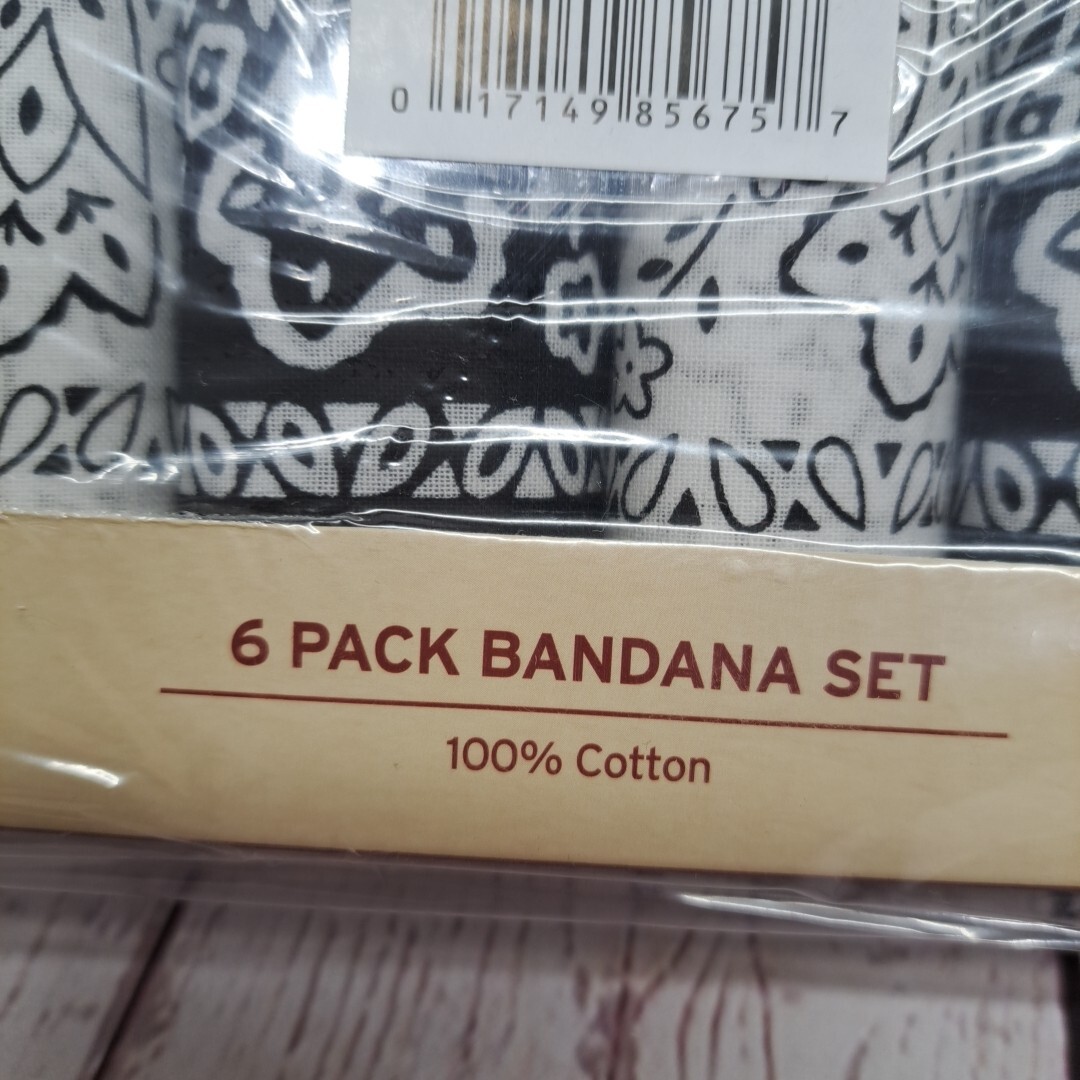 0 17149 85675 7
6 PACK BANDANA SET
100% Cotton